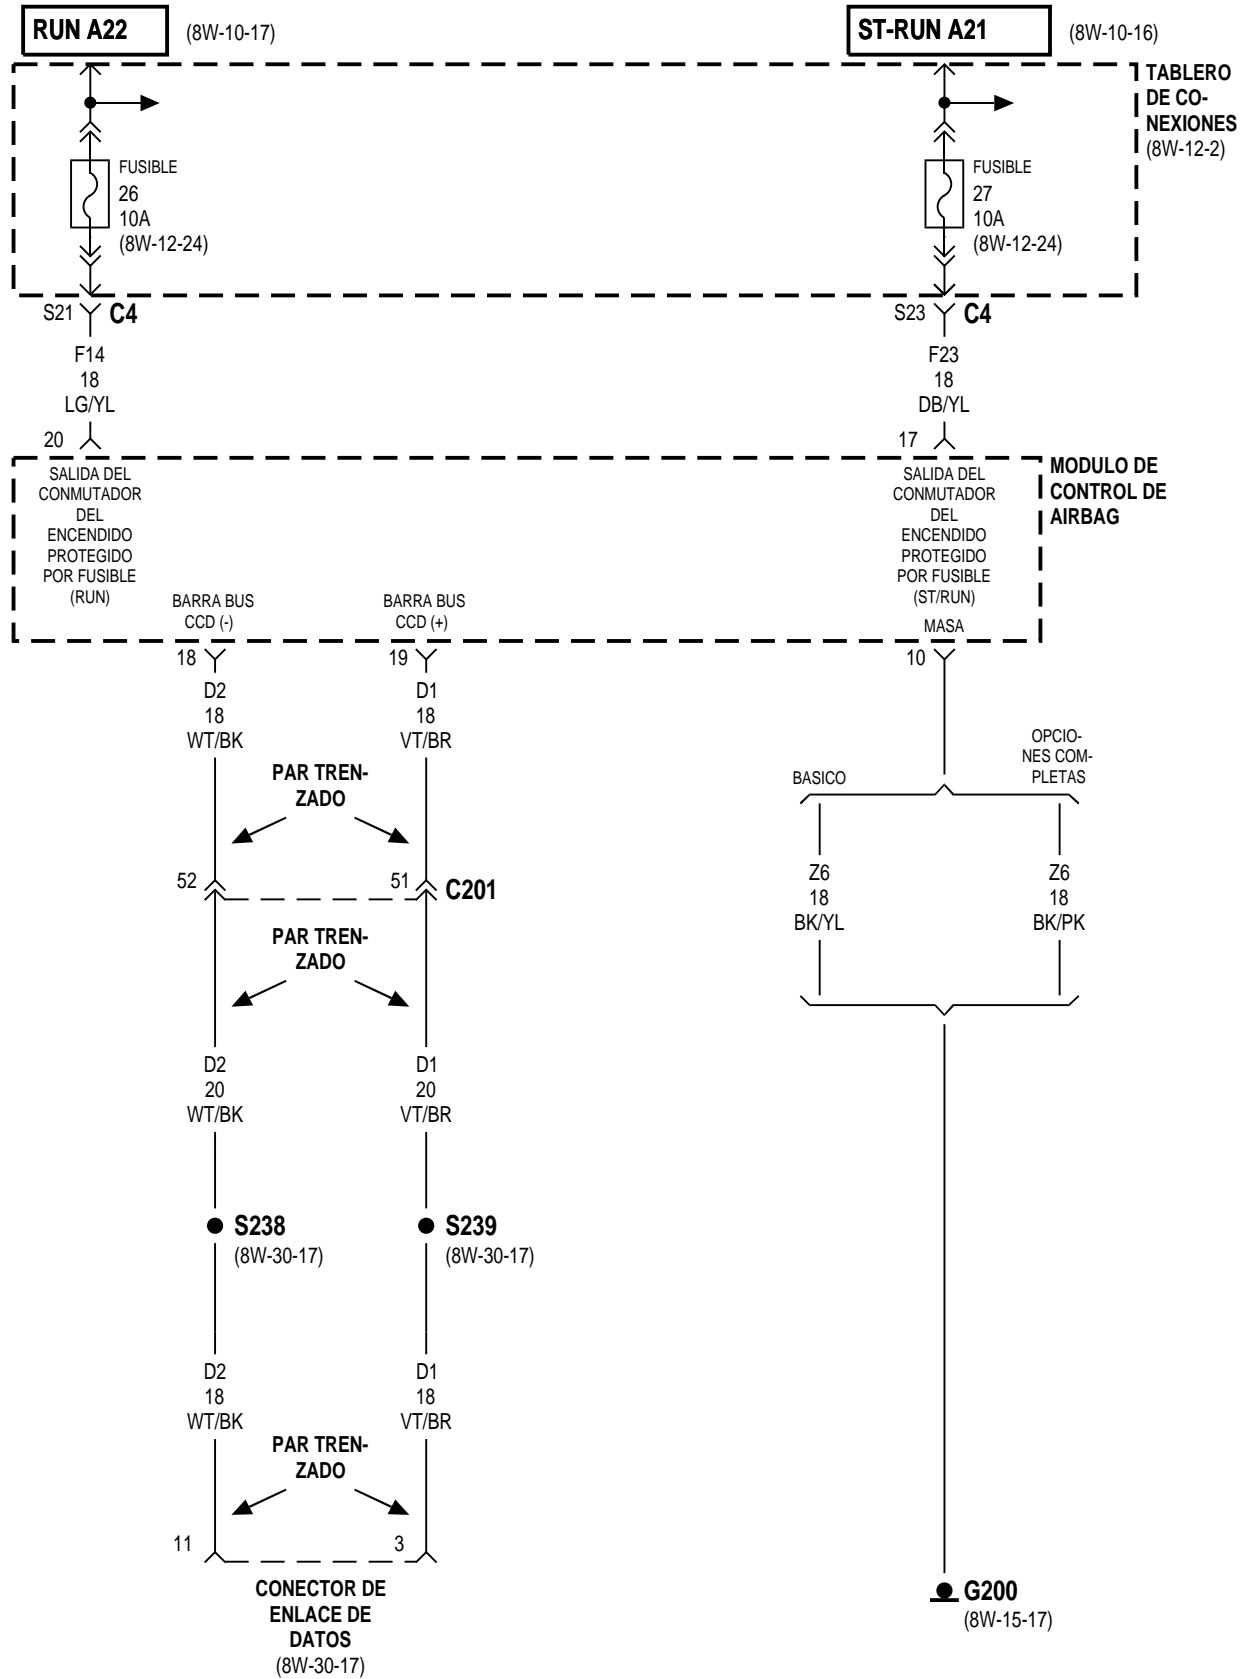 RUN A22
(8W-10-17)
ST-RUN A21
(8W-10-16)
TABLERO
DE CO-
NEXIONES
(8W-12-2)
FUSIBLE
26
10A
(8W-12-24)
FUSIBLE
27
10A
(8W-12-24)
S21
C4
S23
C4
F14
18
LG/YL
F23
18
DB/YL
20
17
SALIDA DEL
CONMUTADOR
DEL
ENCENDIDO
PROTEGIDO
POR FUSIBLE
(RUN)
SALIDA DEL
CONMUTADOR
DEL
ENCENDIDO
PROTEGIDO
POR FUSIBLE
(ST/RUN)
MODULO DE
CONTROL DE
AIRBAG
BARRA BUS
CCD (-)
BARRA BUS
CCD (+)
MASA
18
19
10
D2
18
WT/BK
D1
18
VT/BR
PAR TREN-
ZADO
BASICO
OPCIO-
NES COM-
PLETAS
52
51
C201
Z6
18
BK/YL
Z6
18
BK/PK
PAR TREN-
ZADO
D2
20
WT/BK
D1
20
VT/BR
S238
(8W-30-17)
S239
(8W-30-17)
D2
18
WT/BK
D1
18
VT/BR
PAR TREN-
ZADO
11
3
CONECTOR DE
ENLACE DE
DATOS
(8W-30-17)
G200
(8W-15-17)